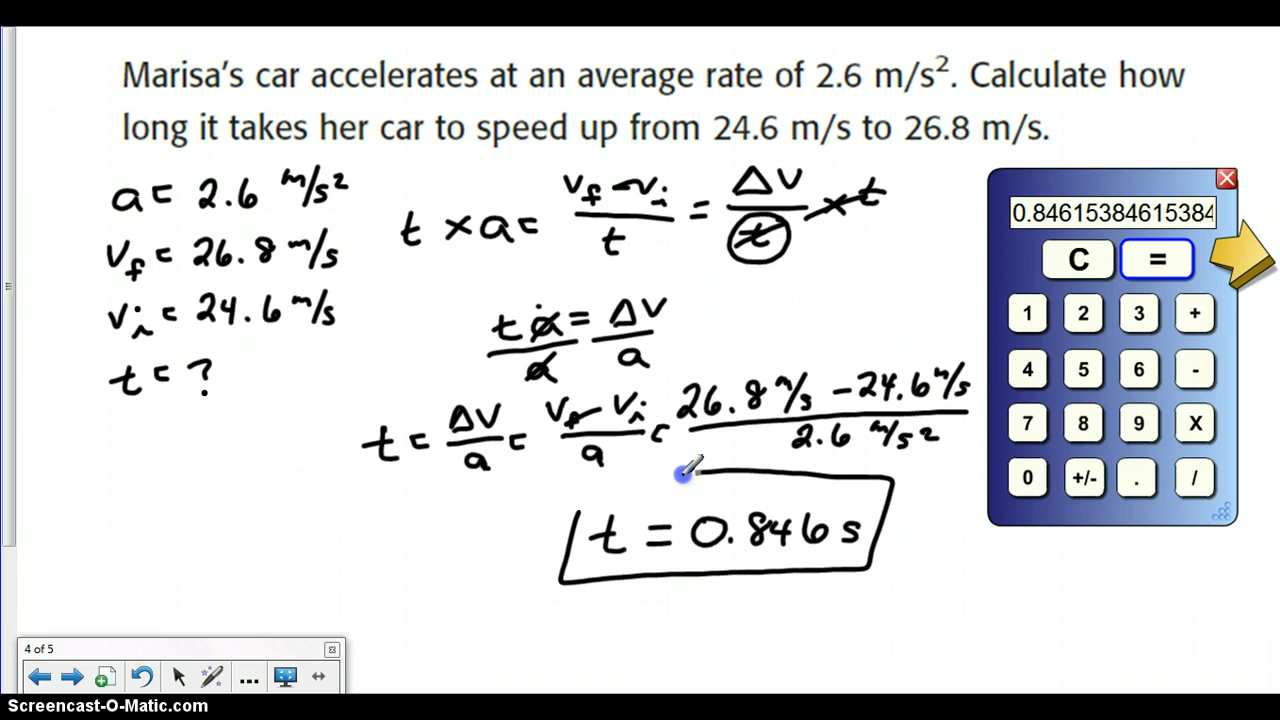 Marisa's car accelerates at an average rate of 2.6 m/s². Calculate how
long it takes her car to speed up from 24.6 m/s to 26.8 m/s.
a = 2.6 m/s²
vf = 26.8 m/s
vi = 24.6 m/s
t = ?
t × a = vf - vi / t = Δv / t × t
ta / a = Δv / a
t = Δv / a = vf - vi / a = 26.8 m/s - 24.6 m/s / 2.6 m/s²
t = 0.846 s
0.84615384615384
C =
1 2 3 +
4 5 6 -
7 8 9 X
0 +/- . /
4 of 5
...
Screencast-O-Matic.com